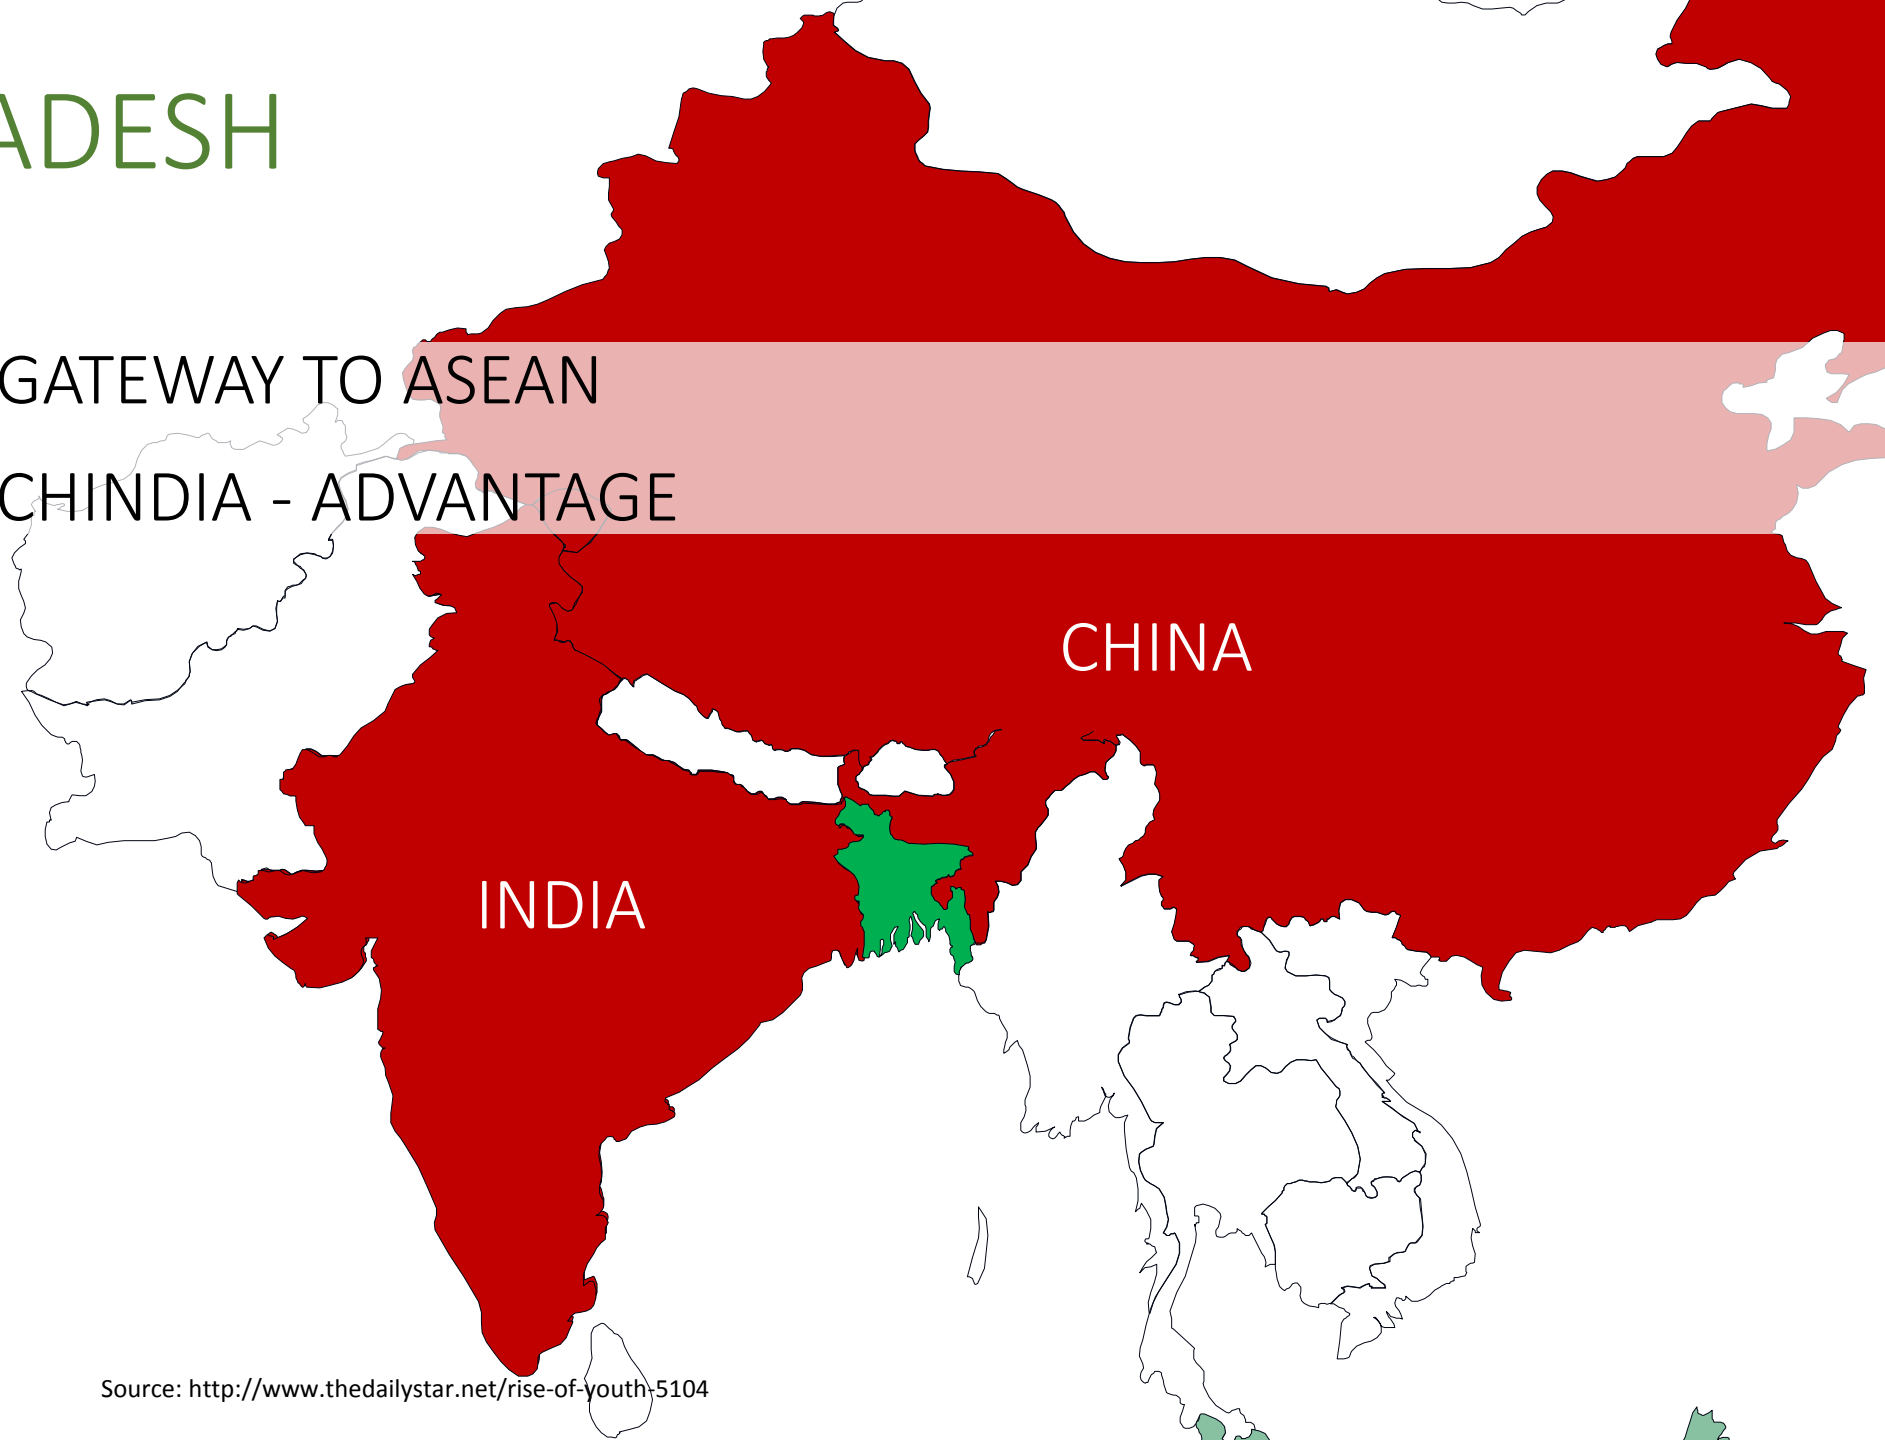 ADESH
GATEWAY TO ASEAN
CHINDIA - ADVANTAGE
CHINA
INDIA
Source: http://www.thedailystar.net/rise-of-youth-5104